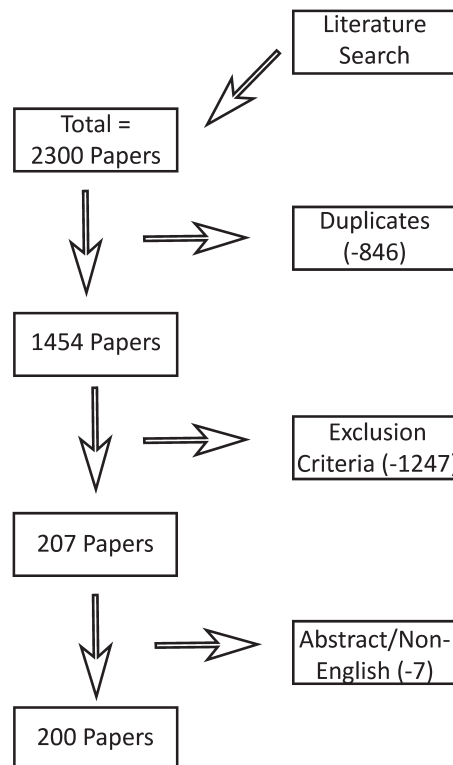 Literature
Search
Total =
2300 Papers
Duplicates
(-846)
1454 Papers
Exclusion
Criteria (-1247)
207 Papers
Abstract/Non-
English (-7)
200 Papers